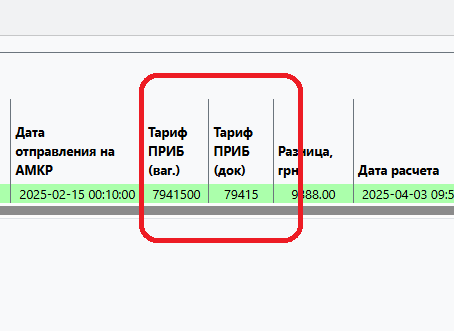 Дата
отправления на
АМКР
Тариф
ПРИБ
(ваг.)
Тариф
ПРИБ
(док)
Разница,
грн
Дата расчета
2025-02-15 00:10:00 7941500 79415 9888.00 2025-04-03 09:5